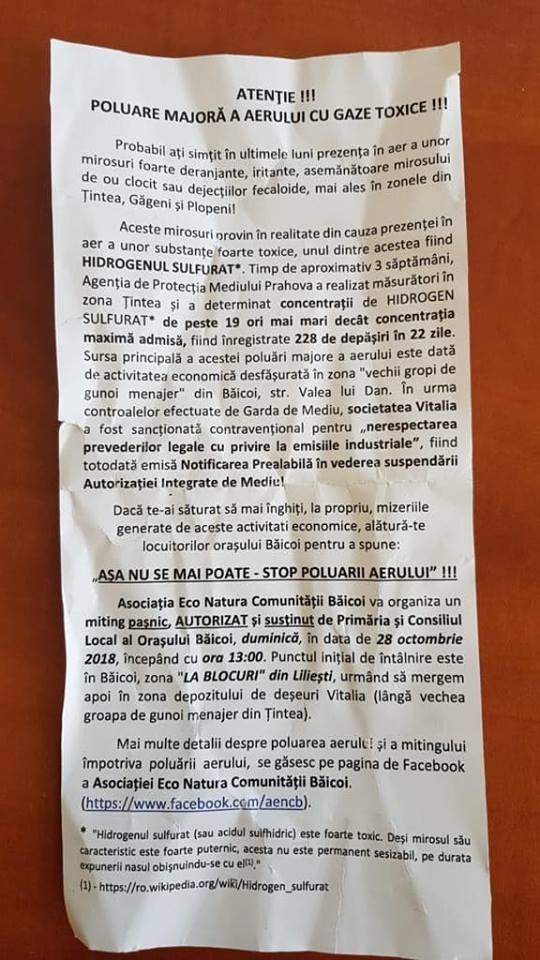 ATENŢIE !!!
POLUARE MAJORĂ A AERULUI CU GAZE TOXICE !!!
Probabil ați simțit în ultimele luni prezența în aer a unor
mirosuri foarte deranjante, iritante, asemănătoare mirosului
de ou clocit sau dejecțiilor fecaloide, mai ales în zonele din
Țintea, Găgeni și Plopeni!
Aceste mirosuri provin în realitate din cauza prezenței în
aer a unor substanțe foarte toxice, unul dintre acestea fiind
HIDROGENUL SULFURAT*. Timp de aproximativ 3 săptămâni,
Agenția de Protecția Mediului Prahova a realizat măsurători în
zona Țintea și a determinat concentrații de HIDROGEN
SULFURAT* de peste 19 ori mai mari decât concentrația
maximă admisă, fiind înregistrate 228 de depășiri în 22 zile.
Sursa principală a acestei poluări majore a aerului este dată
de activitatea economică desfășurată în zona "vechii gropi de
gunoi menajer" din Băicoi, str. Valea lui Dan. În urma
controalelor efectuate de Garda de Mediu, societatea Vitalia
a fost sancționată contravențional pentru „nerespectarea
prevederilor legale cu privire la emisiile industriale”, fiind
totodată emisă Notificarea Prealabilă în vederea suspendării
Autorizației Integrate de Mediu!
Dacă te-ai săturat să mai înghiți, la propriu, mizeriile
generate de aceste activitati economice, alătură-te
locuitorilor orașului Băicoi pentru a spune:
„AȘA NU SE MAI POATE - STOP POLUARII AERULUI” !!!
Asociația Eco Natura Comunității Băicoi va organiza un
miting pașnic, AUTORIZAT și susținut de Primăria și Consiliul
Local al Orașului Băicoi, duminică, în data de 28 octombrie
2018, începând cu ora 13:00. Punctul inițial de întâlnire este
în Băicoi, zona "LA BLOCURI" din Liliești, urmând să mergem
apoi în zona depozitului de deșeuri Vitalia (lângă vechea
groapa de gunoi menajer din Țintea).
Mai multe detalii despre poluarea aerului și a mitingului
împotriva poluării aerului, se găsesc pe pagina de Facebook
a Asociației Eco Natura Comunității Băicoi.
(https://www.facebook.com/aencb).
* "Hidrogenul sulfurat (sau acidul sulfhidric) este foarte toxic. Deși mirosul său
caracteristic este foarte puternic, acesta nu este permanent sesizabil, pe durata
expunerii nasul obișnuindu-se cu el(1)."
(1) - https://ro.wikipedia.org/wiki/Hidrogen_sulfurat